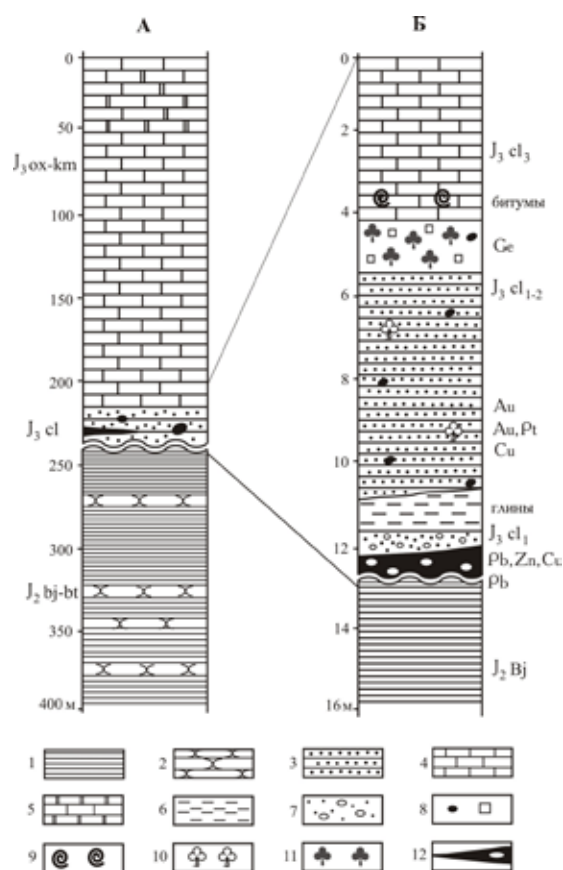 А
Б
0
50
J₃ ox-km
100
150
200
J₃ cl
250
300
J₂ bj-bt
350
400 м
0
2
J₃ cl₃
битумы
4
Ge
J₃ cl₁₋₂
6
8
Au
Au, Pt
Cu
10
глины
J₃ cl₁
12
Pb, Zn, Cu
Pb
14
J₂ Bj
16м
1
2
3
4
5
6
7
8
9
10
11
12